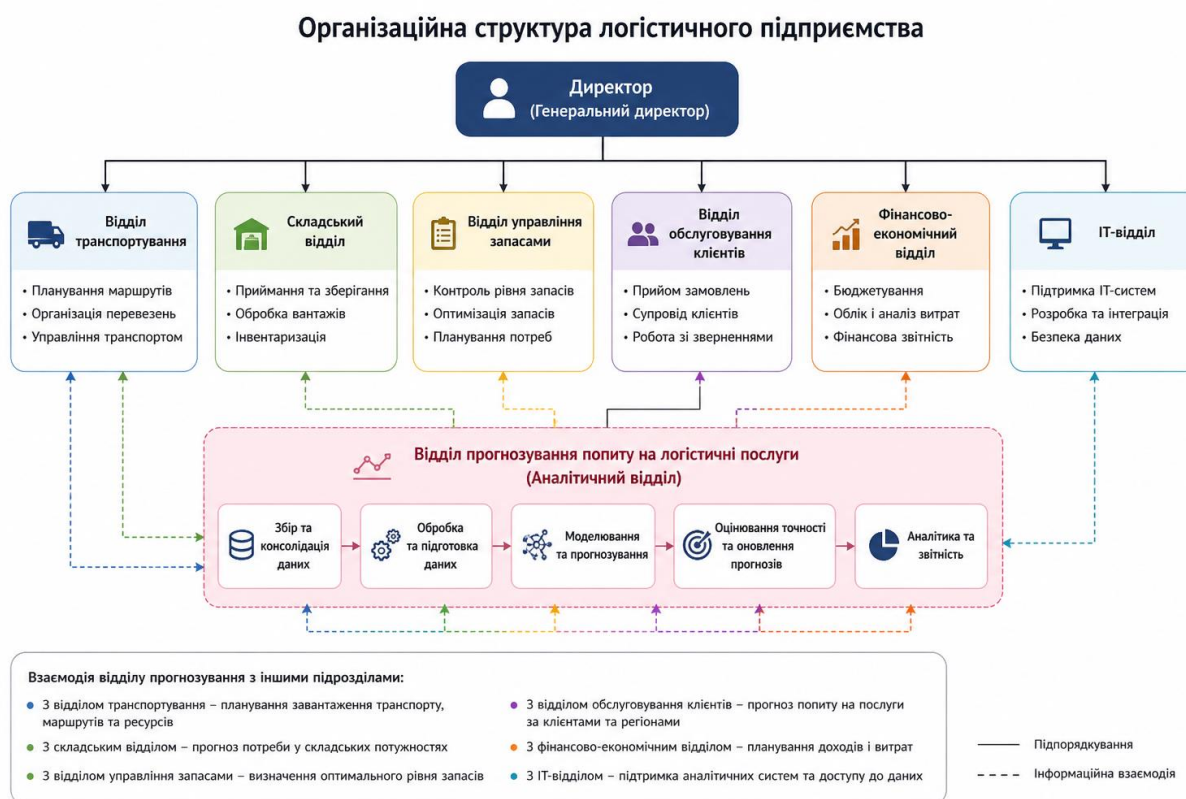 Організаційна структура логістичного підприємства
Директор
(Генеральний директор)
Відділ
транспортування
• Планування маршрутів
• Організація перевезень
• Управління транспортом
Складський
відділ
• Приймання та зберігання
• Обробка вантажів
• Інвентаризація
Відділ управління
запасами
• Контроль рівня запасів
• Оптимізація запасів
• Планування потреб
Відділ
обслуговування
клієнтів
• Прийом замовлень
• Супровід клієнтів
• Робота зі зверненнями
Фінансово-
економічний
відділ
• Бюджетування
• Облік і аналіз витрат
• Фінансова звітність
ІТ-відділ
• Підтримка ІТ-систем
• Розробка та інтеграція
• Безпека даних
Відділ прогнозування попиту на логістичні послуги
(Аналітичний відділ)
Збір та
консолідація
даних
Обробка
та підготовка
даних
Моделювання
та прогнозування
Оцінювання точності
та оновлення
прогнозів
Аналітика та
звітність
Взаємодія відділу прогнозування з іншими підрозділами:
• З відділом транспортування – планування завантаження транспорту,
маршрутів та ресурсів
• З складським відділом – прогноз потреби у складських потужностях
• З відділом управління запасами – визначення оптимального рівня запасів
• З відділом обслуговування клієнтів – прогноз попиту на послуги
за клієнтами та регіонами
• З фінансово-економічним відділом – планування доходів і витрат
• З ІТ-відділом – підтримка аналітичних систем та доступу до даних
Підпорядкування
Інформаційна взаємодія